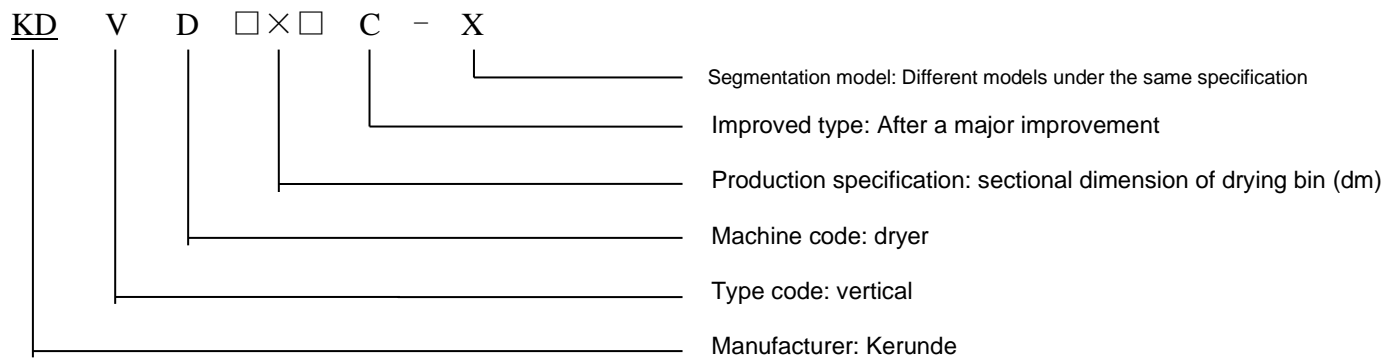 KD V D □×□ C - X
Segmentation model: Different models under the same specification
Improved type: After a major improvement
Production specification: sectional dimension of drying bin (dm)
Machine code: dryer
Type code: vertical
Manufacturer: Kerunde